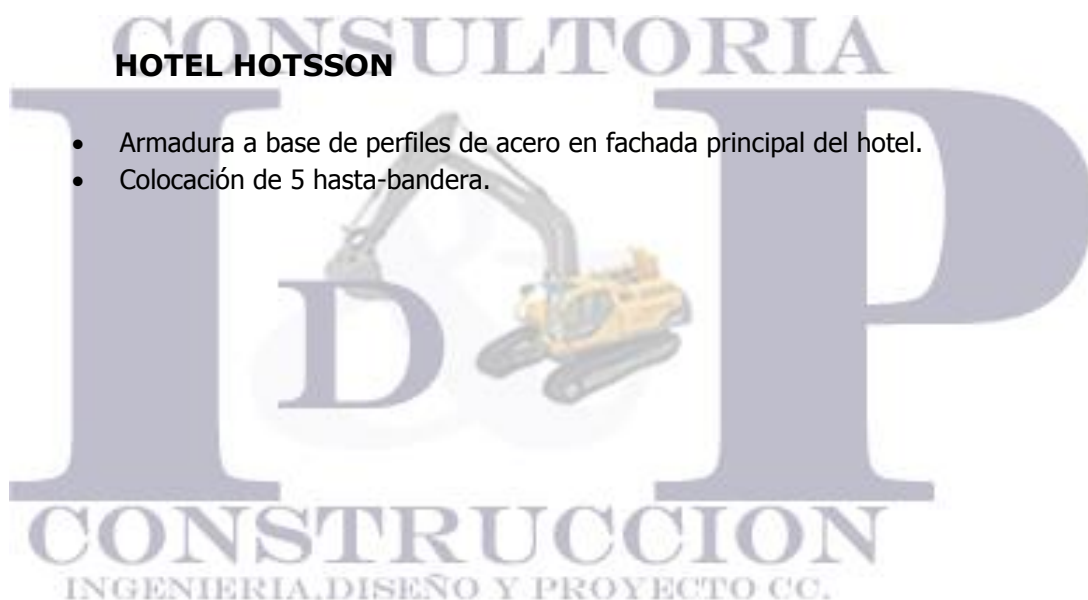 CONSULTORIA
HOTEL HOTSSON
• Armadura a base de perfiles de acero en fachada principal del hotel.
• Colocación de 5 hasta-bandera.
I D & P
CONSTRUCCION
INGENIERIA,DISEÑO Y PROYECTO CC.